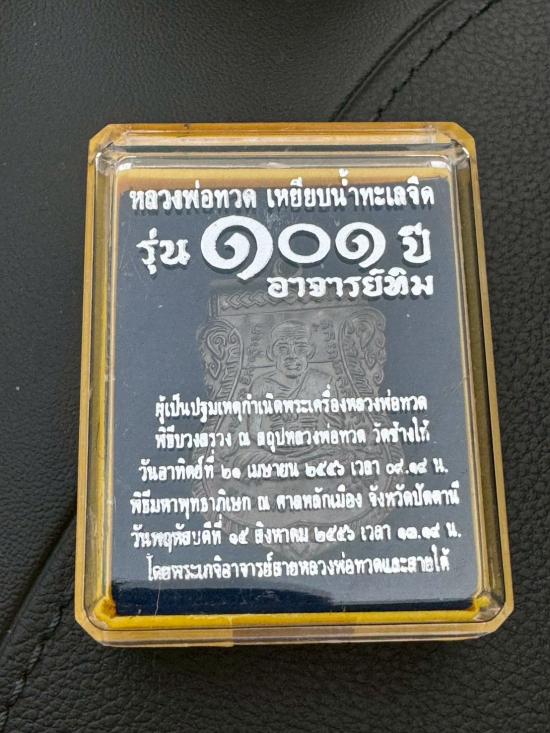 หลวงพ่อทวด เหยียบน้ำทะเลจืด
รุ่น ๑๐๑ ปี
อาจารย์ทิม
ผู้เป็นปฐมเหตุกำเนิดพระเครื่องหลวงพ่อทวด
พิธีบวงสรวง ณ สถูปหลวงพ่อทวด วัดช้างให้
วันอาทิตย์ที่ ๒๑ เมษายน ๒๕๕๖ เวลา ๐๙.๑๙ น.
พิธีมหาพุทธาภิเษก ณ ศาลหลักเมือง จังหวัดปัตตานี
วันพฤหัสบดีที่ ๑๕ สิงหาคม ๒๕๕๖ เวลา ๑๓.๑๙ น.
โดยพระเกจิอาจารย์สายหลวงพ่อทวดและสายใต้